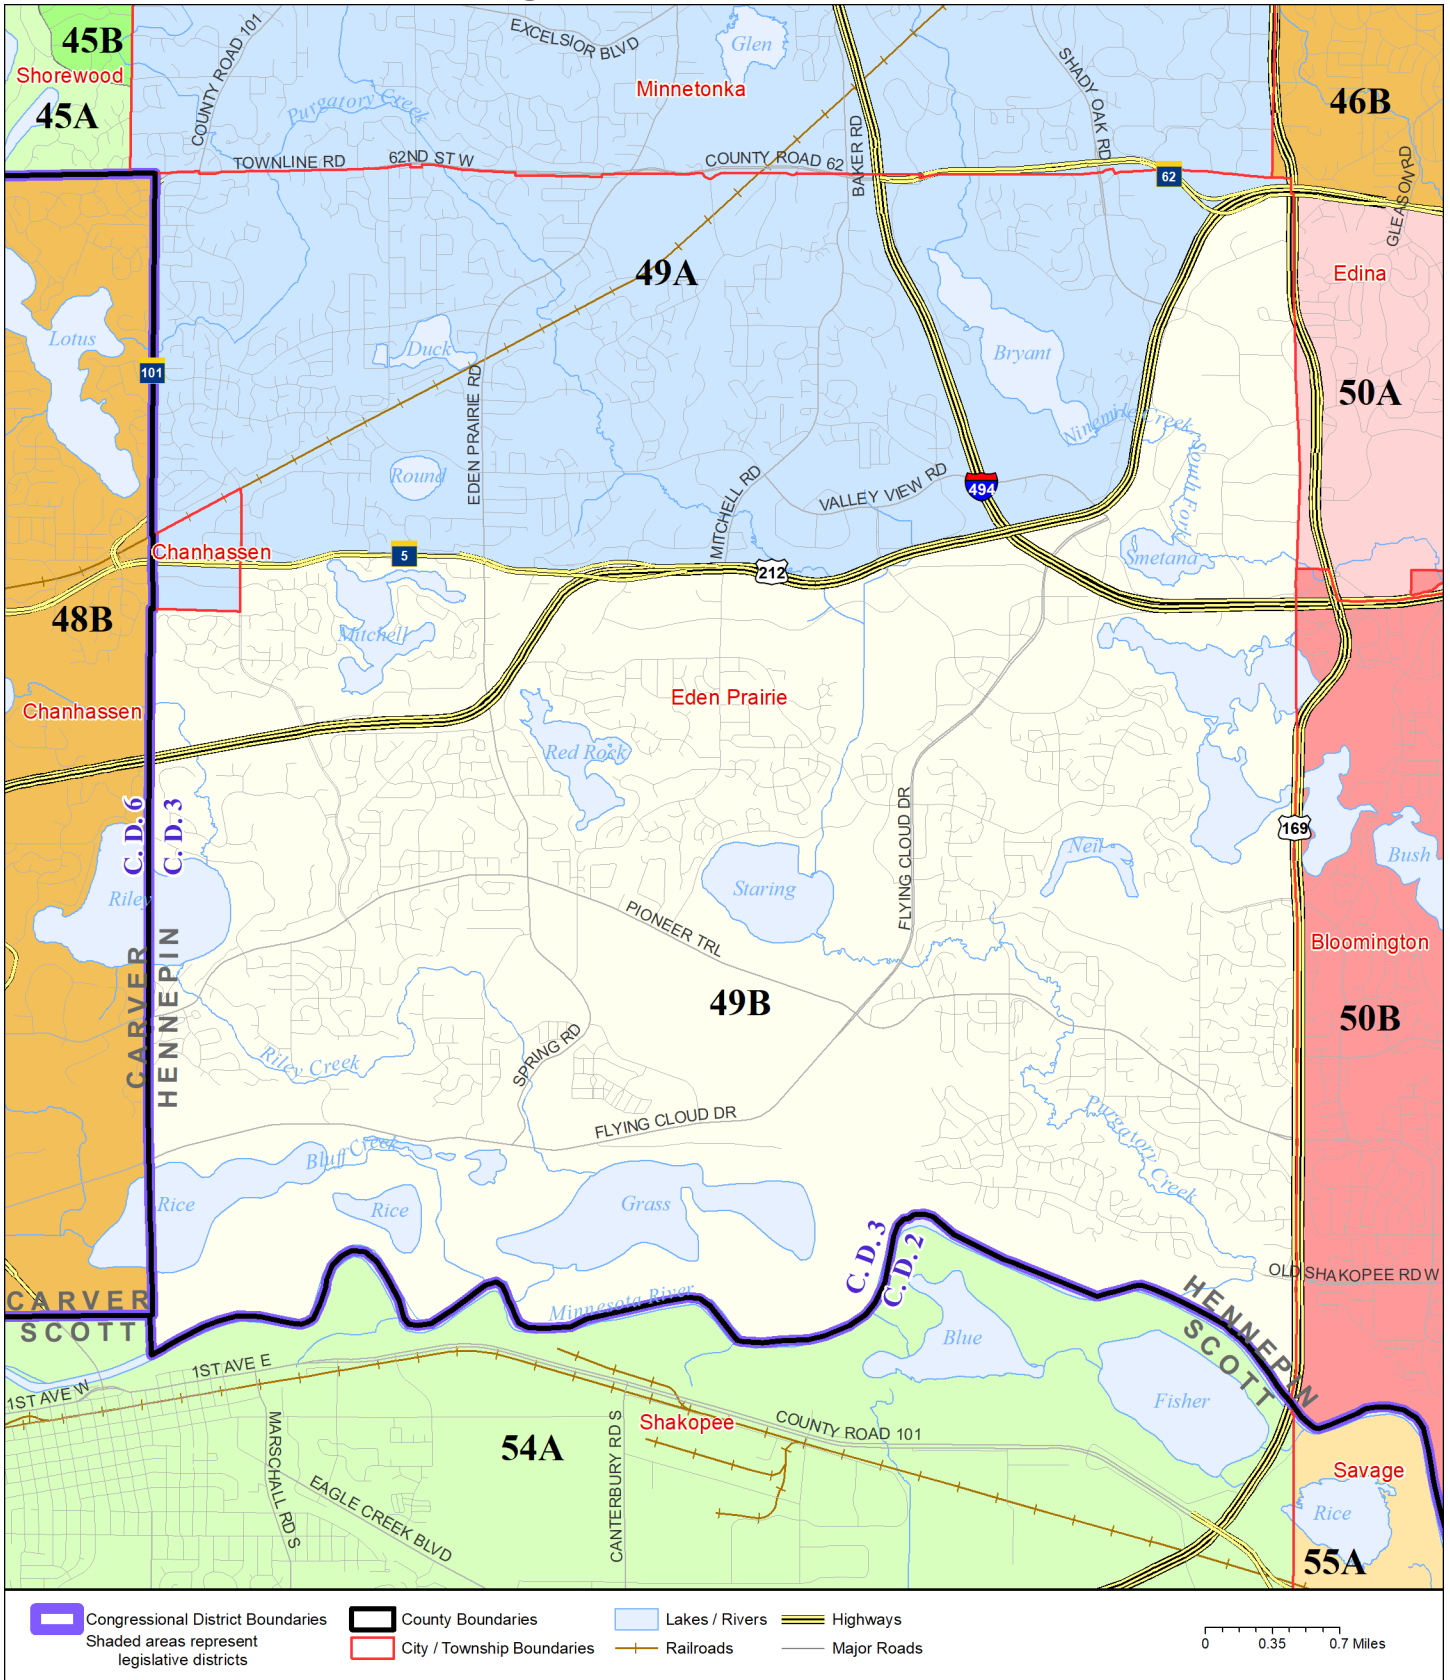 45B
Shorewood
45A
COUNTY ROAD 101
EXCELSIOR BLVD
Glen
Minnetonka
SHADY OAK RD
46B
Purgatory Creek
TOWNLINE RD
62ND ST W
COUNTY ROAD 62
BAKER RD
62
GLEASON RD
49A
Edina
Lotus
101
Duck
Bryant
50A
EDEN PRAIRIE RD
Ninemile Creek, South Fork
Round
MITCHELL RD
VALLEY VIEW RD
494
Chanhassen
5
212
Smetana
48B
Mitchell
Chanhassen
Eden Prairie
Red Rock
C. D. 6
C. D. 3
FLYING CLOUD DR
169
Neil
Bush
Riley
Staring
PIONEER TRL
Bloomington
CARVER
HENNEPIN
49B
50B
Riley Creek
SPRING RD
FLYING CLOUD DR
Purgatory Creek
Bluff Creek
Rice
Rice
Grass
C. D. 3
C. D. 2
OLD SHAKOPEE RD W
CARVER
SCOTT
Minnesota River
HENNEPIN
SCOTT
Blue
1ST AVE W
1ST AVE E
Fisher
MARSCHALL RD S
Shakopee
COUNTY ROAD 101
54A
CANTERBURY RD S
EAGLE CREEK BLVD
Savage
Rice
55A
Congressional District Boundaries
Shaded areas represent
legislative districts
County Boundaries
City / Township Boundaries
Lakes / Rivers
Railroads
Highways
Major Roads
0 0.35 0.7 Miles